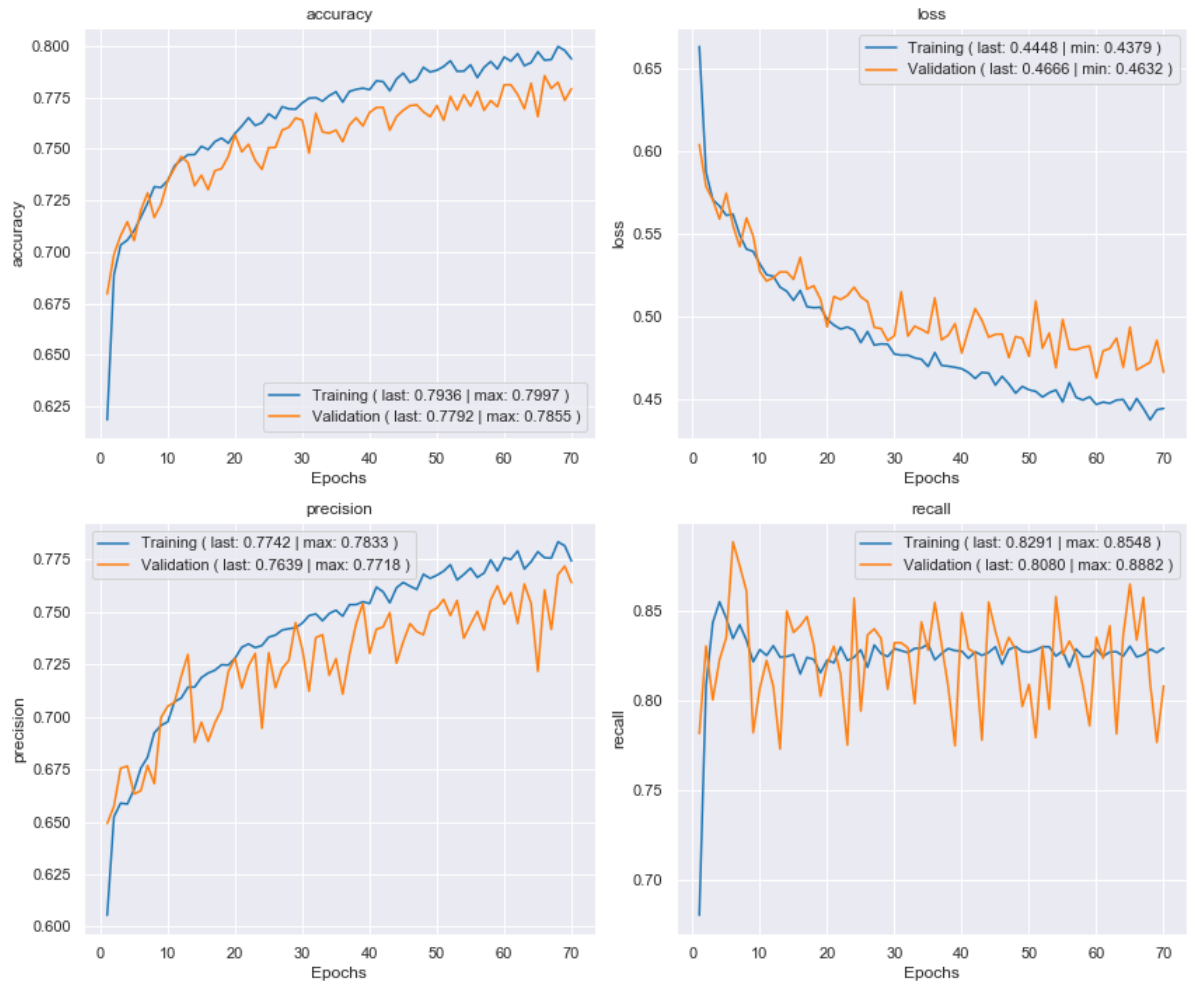 accuracy
Training ( last: 0.7936 | max: 0.7997 )
Validation ( last: 0.7792 | max: 0.7855 )
0.800
0.775
0.750
0.725
0.700
0.675
0.650
0.625
accuracy
0 10 20 30 40 50 60 70
Epochs
loss
Training ( last: 0.4448 | min: 0.4379 )
Validation ( last: 0.4666 | min: 0.4632 )
0.65
0.60
0.55
0.50
0.45
loss
0 10 20 30 40 50 60 70
Epochs
precision
Training ( last: 0.7742 | max: 0.7833 )
Validation ( last: 0.7639 | max: 0.7718 )
0.775
0.750
0.725
0.700
0.675
0.650
0.625
0.600
precision
0 10 20 30 40 50 60 70
Epochs
recall
Training ( last: 0.8291 | max: 0.8548 )
Validation ( last: 0.8080 | max: 0.8882 )
0.85
0.80
0.75
0.70
recall
0 10 20 30 40 50 60 70
Epochs